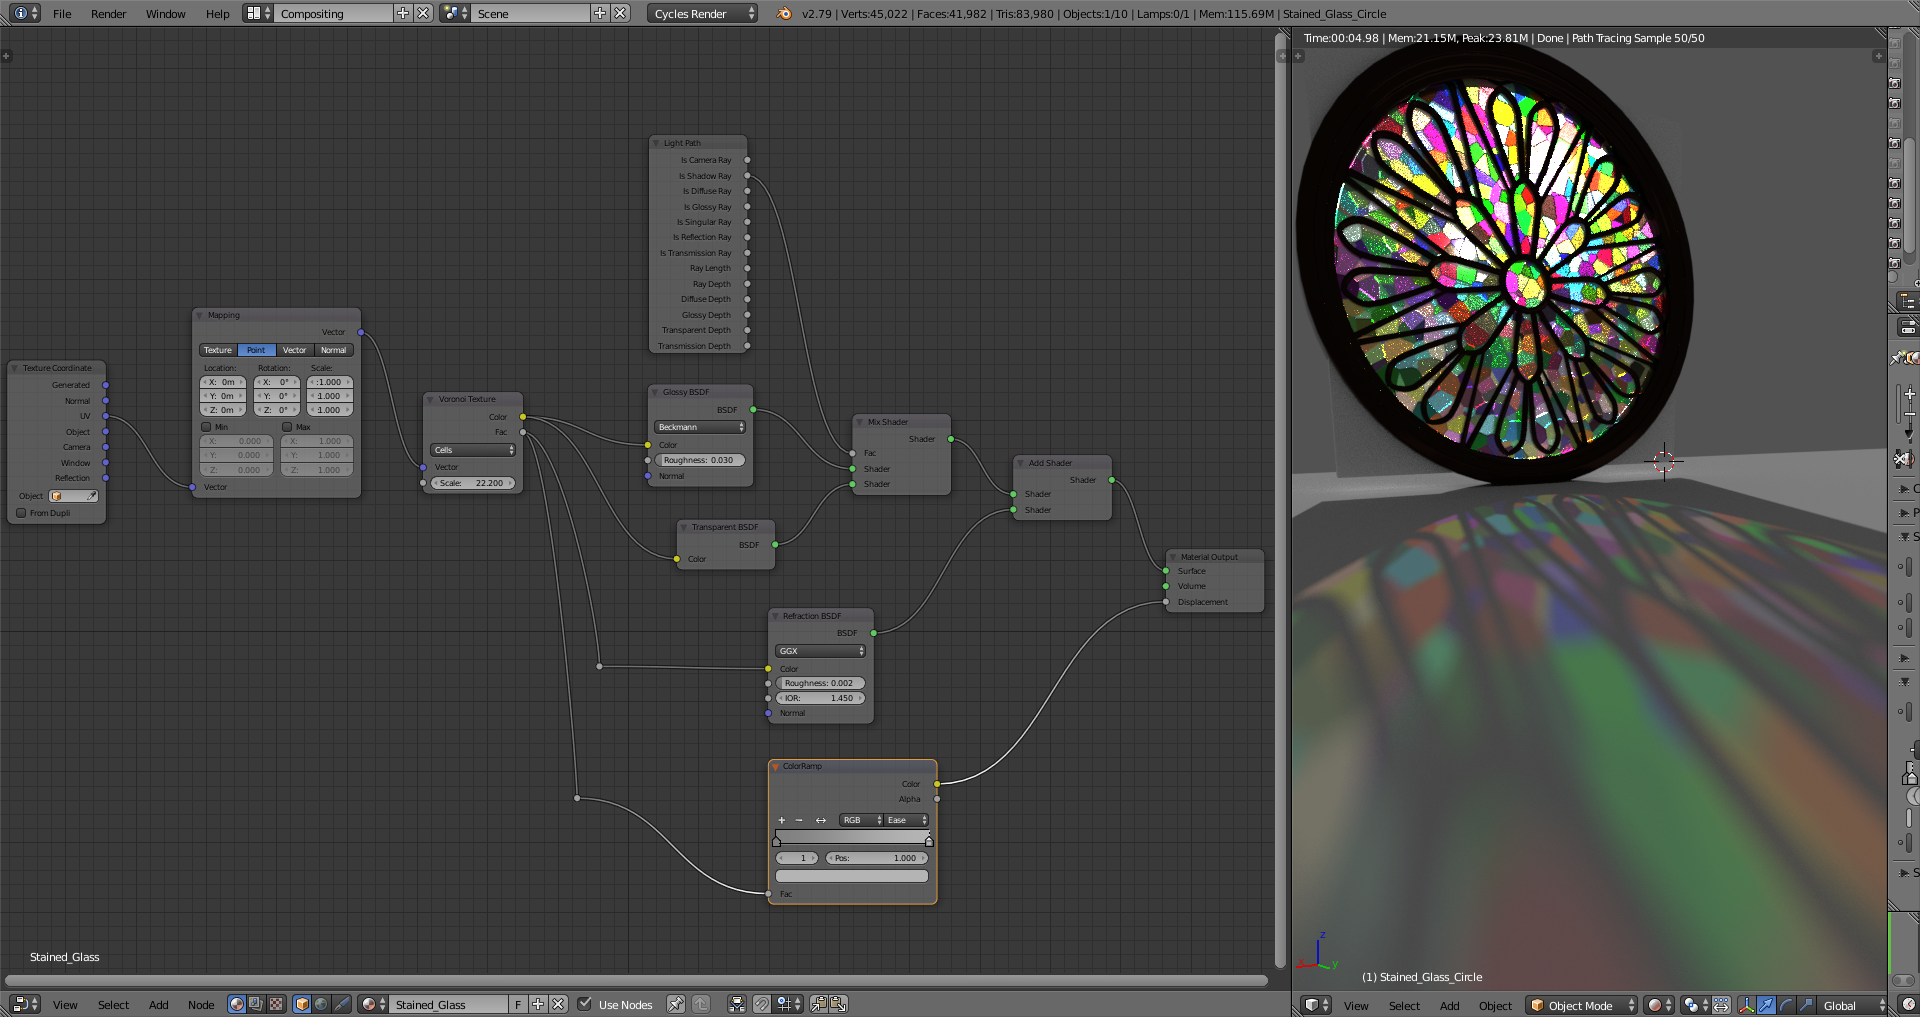 File Render Window Help Compositing Scene Cycles Render v2.79 | Verts:45,022 | Faces:41,982 | Tris:83,980 | Objects:1/10 | Lamps:0/1 | Mem:115.69M | Stained_Glass_Circle
Time:00:04.98 | Mem:21.15M, Peak:23.81M | Done | Path Tracing Sample 50/50
Light Path
Is Camera Ray
Is Shadow Ray
Is Diffuse Ray
Is Glossy Ray
Is Singular Ray
Is Reflection Ray
Is Transmission Ray
Ray Length
Ray Depth
Diffuse Depth
Glossy Depth
Transparent Depth
Transmission Depth
Texture Coordinate
Generated
Normal
UV
Object
Camera
Window
Reflection
Object
From Dupli
Mapping
Vector
Texture Point Vector Normal
Location: Rotation: Scale:
X: 0m X: 0° 1.000
Y: 0m Y: 0° 1.000
Z: 0m Z: 0° 1.000
Min Max
X: 0.000 X: 1.000
Y: 0.000 Y: 1.000
Z: 0.000 Z: 1.000
Vector
Voronoi Texture
Color
Fac
Cells
Vector
Scale: 22.200
Glossy BSDF
BSDF
Beckmann
Color
Roughness: 0.030
Normal
Transparent BSDF
BSDF
Color
Mix Shader
Shader
Fac
Shader
Shader
Add Shader
Shader
Shader
Shader
Material Output
Surface
Volume
Displacement
Refraction BSDF
BSDF
GGX
Color
Roughness: 0.002
IOR: 1.450
Normal
ColorRamp
Color
Alpha
+ − RGB Ease
1 Pos: 1.000
Fac
Stained_Glass
z
x
y
(1) Stained_Glass_Circle
View Select Add Node Stained_Glass F Use Nodes
View Select Add Object Object Mode Global